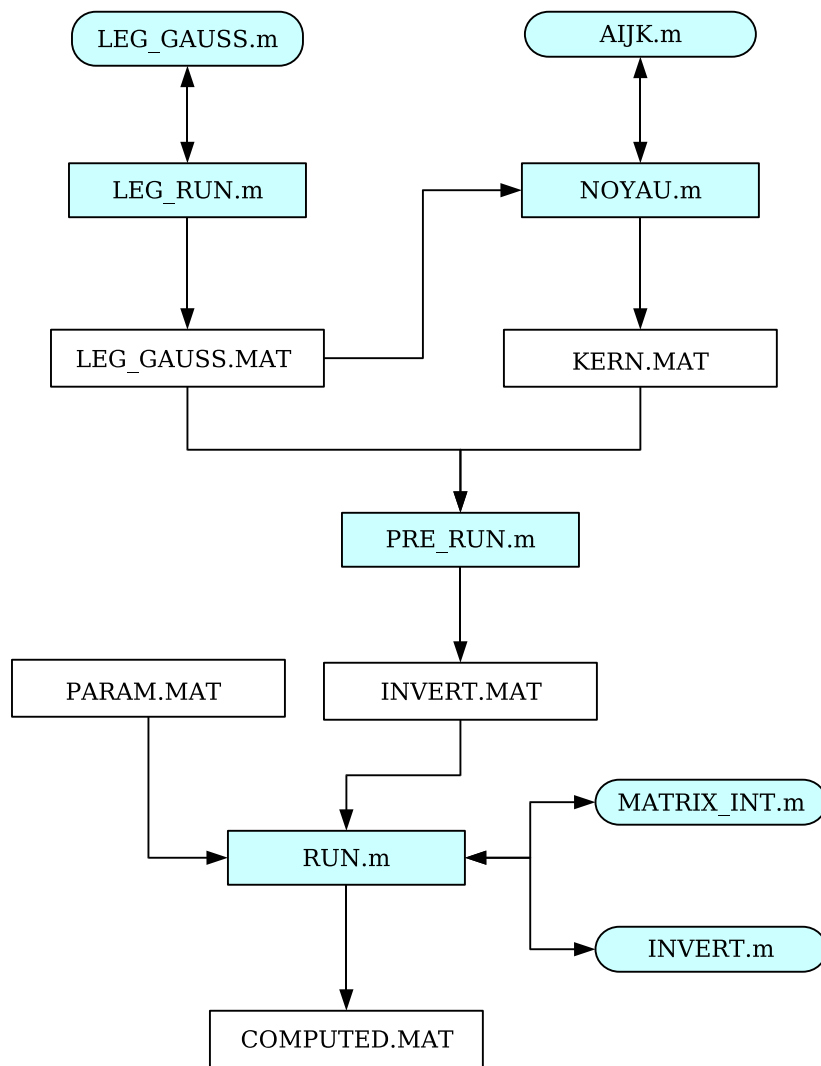 LEG_GAUSS.m
AIJK.m
LEG_RUN.m
NOYAU.m
LEG_GAUSS.MAT
KERN.MAT
PRE_RUN.m
PARAM.MAT
INVERT.MAT
MATRIX_INT.m
RUN.m
INVERT.m
COMPUTED.MAT